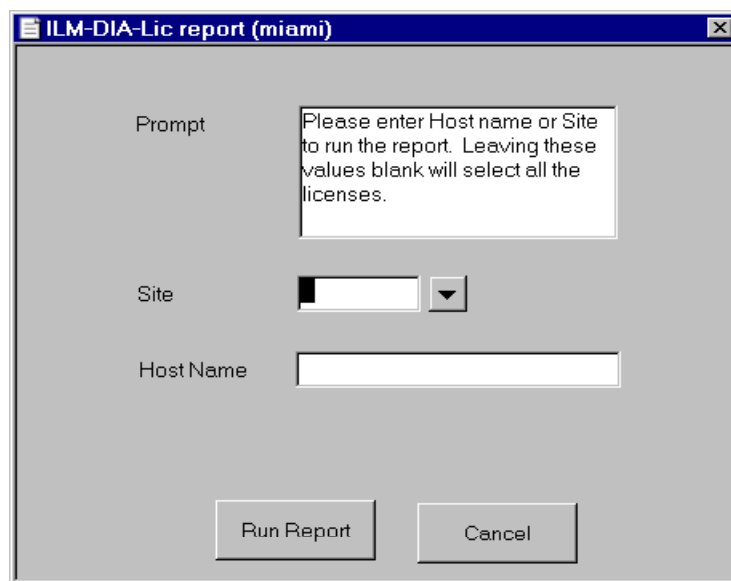 ILM-DIA-Lic report (miami)
Prompt
Please enter Host name or Site
to run the report. Leaving these
values blank will select all the
licenses.
Site
Host Name
Run Report
Cancel